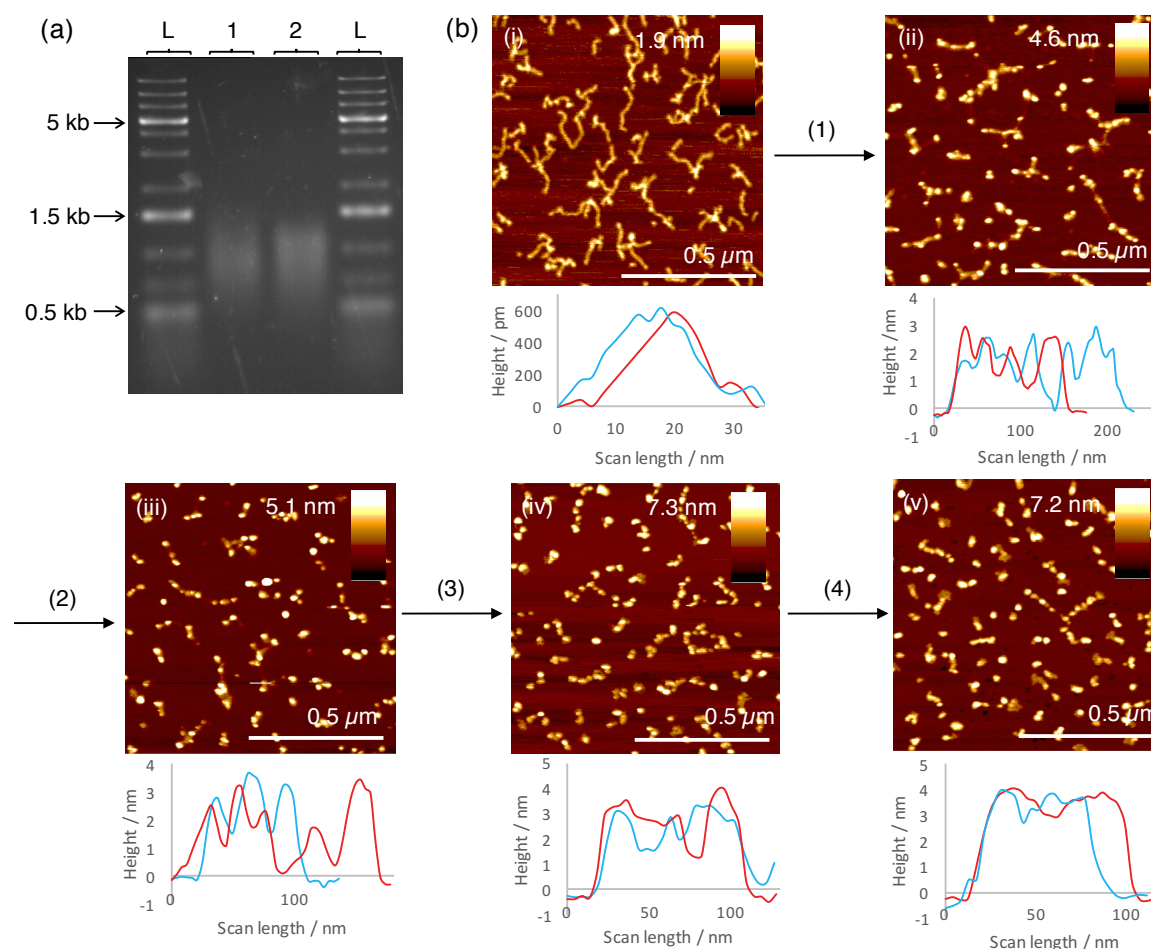 (a)
L 1 2 L
5 kb
1.5 kb
0.5 kb
(b)
(i)
1.9 nm
0.5 µm
(1)
(ii)
4.6 nm
0.5 µm
Height / pm
600
400
200
0
0 10 20 30
Scan length / nm
Height /nm
4
3
2
1
0
-1
0 100 200
Scan length / nm
(2)
(iii)
5.1 nm
0.5 µm
(3)
(iv)
7.3 nm
0.5 µm
(4)
(v)
7.2 nm
0.5 µm
Height / nm
4
3
2
1
0
-1
0 100
Scan length / nm
Height / nm
5
4
3
2
1
0
-1
0 50 100
Scan length / nm
Height / nm
5
4
3
2
1
0
-1
0 50 100
Scan length / nm